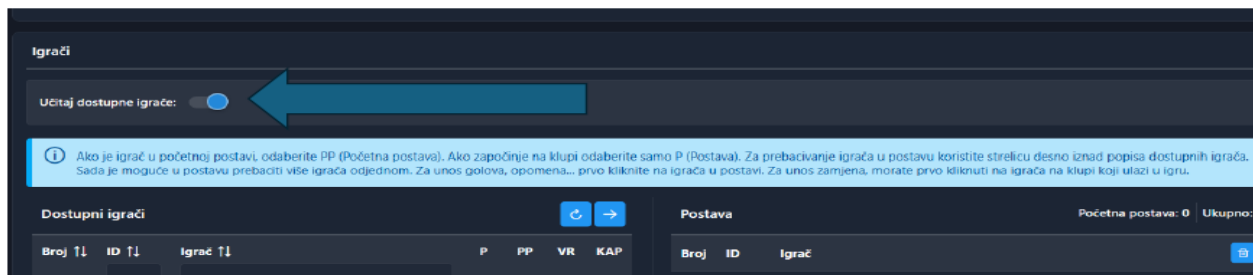 Igrači
Učitaj dostupne igrače:
Ako je igrač u početnoj postavi, odaberite PP (Početna postava). Ako započinje na klupi odaberite samo P (Postava). Za prebacivanje igrača u postavu koristite strelicu desno iznad popisa dostupnih igrača.
Sada je moguće u postavu prebaciti više igrača odjednom. Za unos golova, opomena... prvo kliknite na igrača u postavi. Za unos zamjena, morate prvo kliknuti na igrača na klupi koji ulazi u igru.
Dostupni igrači
Broj ID Igrač P PP VR KAP
Postava Početna postava: 0 Ukupno:
Broj ID Igrač